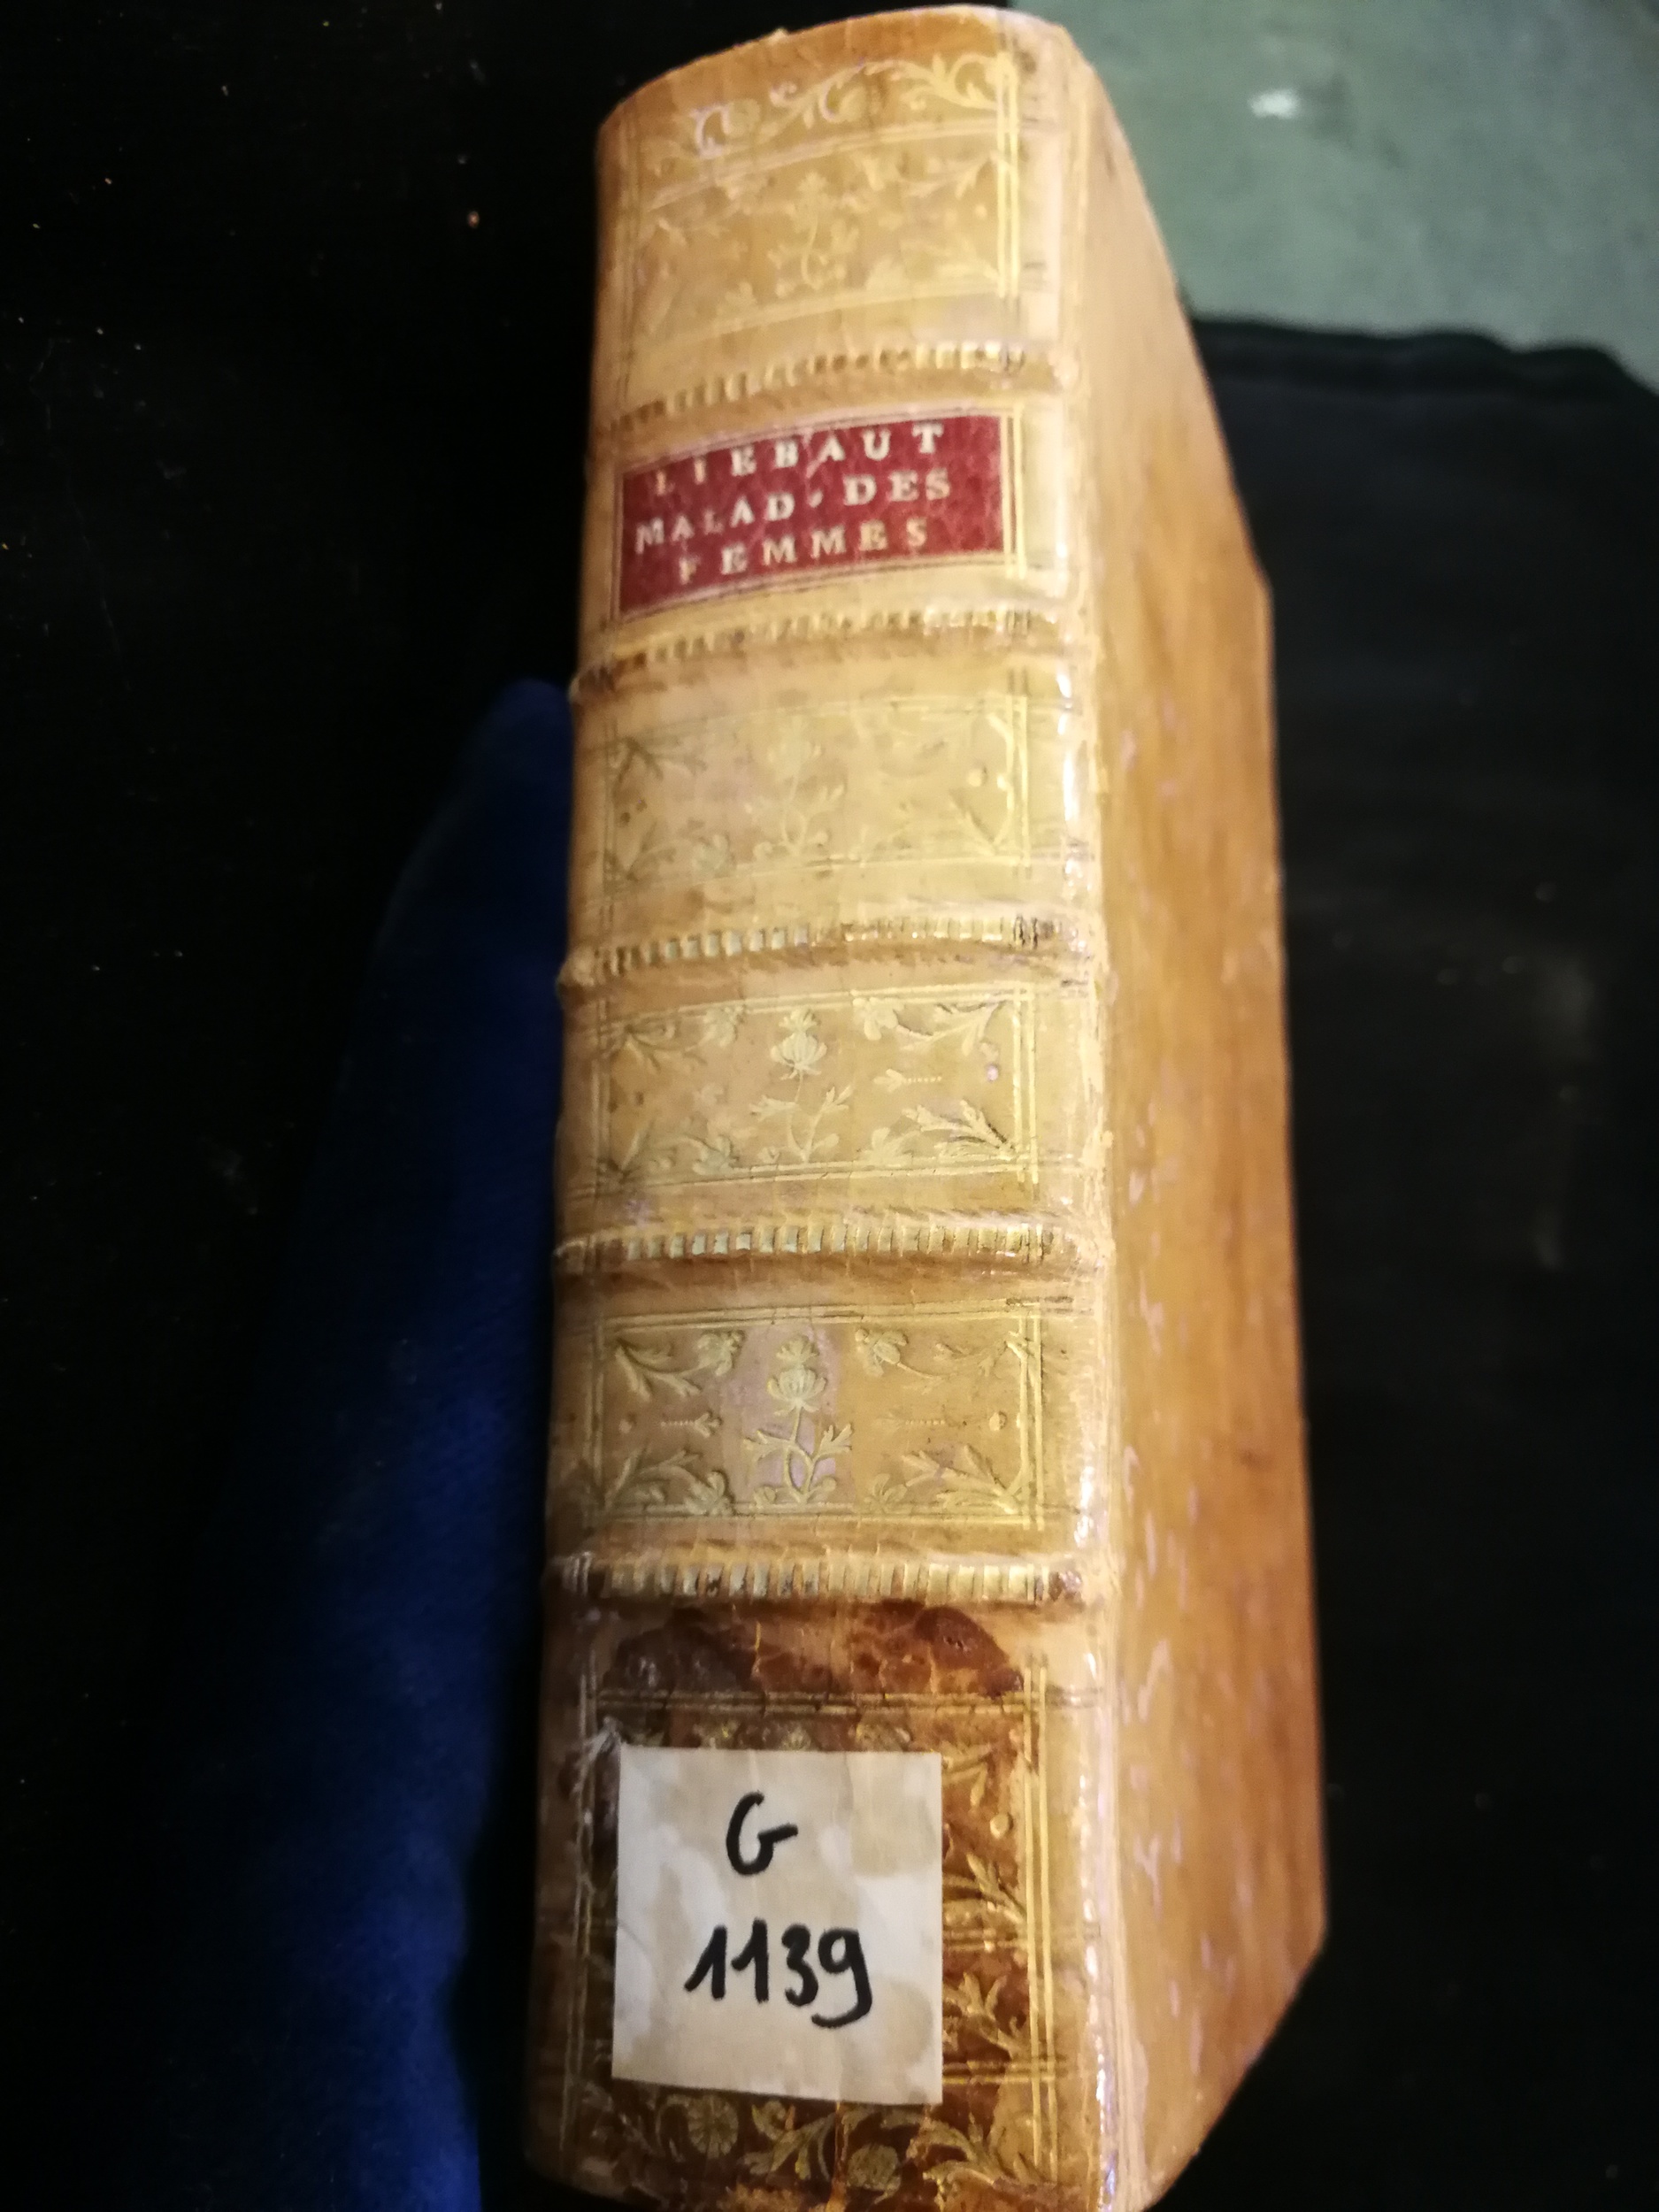 LIEBAUT
MALAD. DES
FEMMES
G
1139